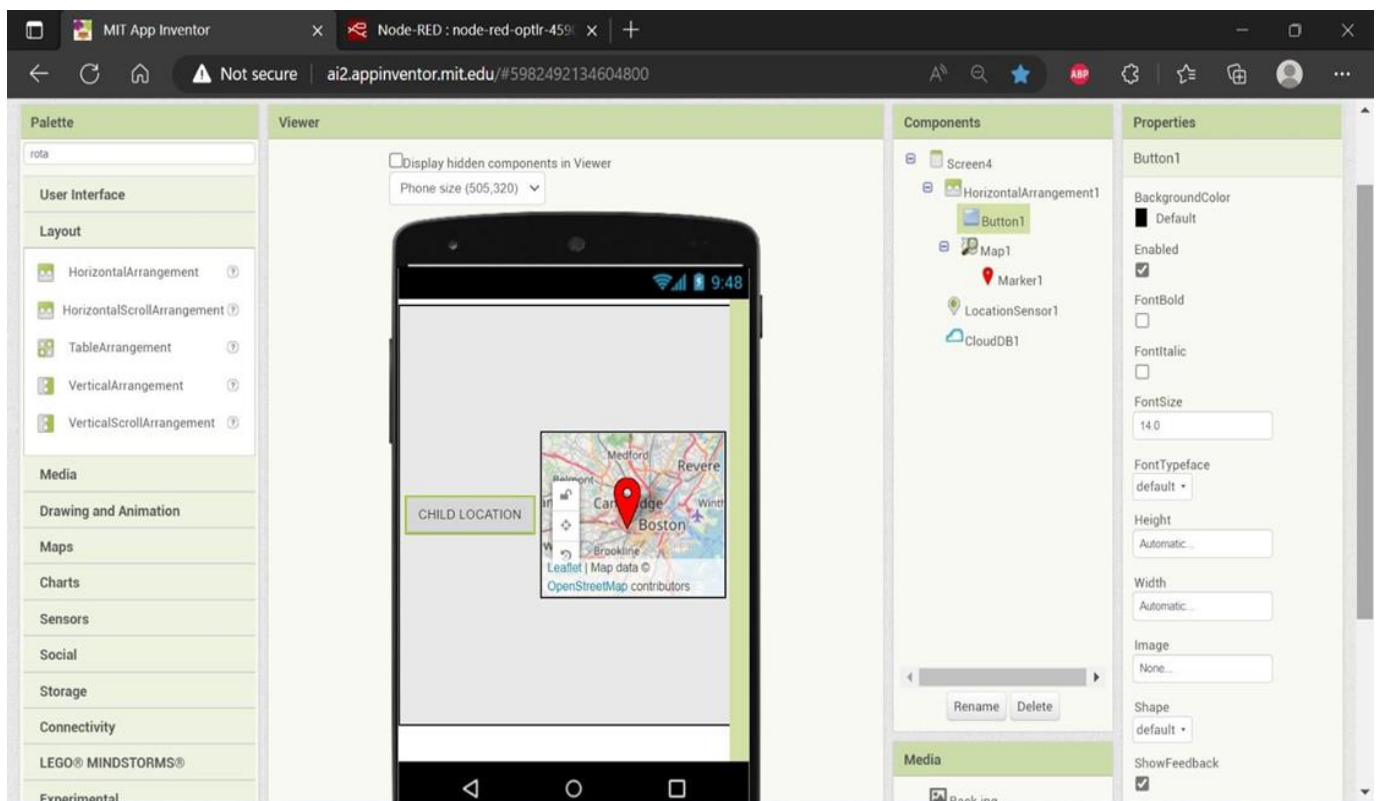 MIT App Inventor
Node-RED : node-red-optlr-459
Not secure
ai2.appinventor.mit.edu/#5982492134604800
ABP
Palette
rota
User Interface
Layout
HorizontalArrangement
HorizontalScrollArrangement
TableArrangement
VerticalArrangement
VerticalScrollArrangement
Media
Drawing and Animation
Maps
Charts
Sensors
Social
Storage
Connectivity
LEGO® MINDSTORMS®
Experimental
Viewer
Display hidden components in Viewer
Phone size (505,320)
9:48
CHILD LOCATION
Medford
Revere
Belmont
Winth
Boston
Brookline
Leaflet | Map data ©
OpenStreetMap contributors
Components
Screen4
HorizontalArrangement1
Button1
Map1
Marker1
LocationSensor1
CloudDB1
Rename Delete
Media
Properties
Button1
BackgroundColor
Default
Enabled
FontBold
FontItalic
FontSize
14.0
FontTypeface
default
Height
Automatic...
Width
Automatic...
Image
None...
Shape
default
ShowFeedback